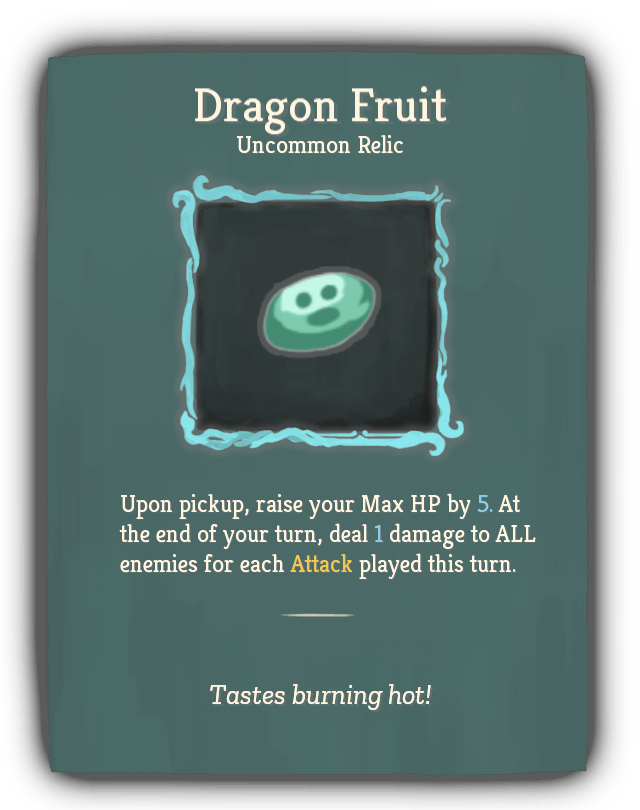 Dragon Fruit
Uncommon Relic
Upon pickup, raise your Max HP by 5. At
the end of your turn, deal 1 damage to ALL
enemies for each Attack played this turn.
Tastes burning hot!